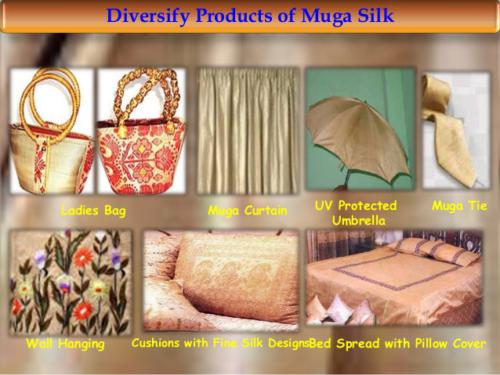 Diversify Products of Muga Silk
Ladies Bag
Muga Curtain
UV Protected
Umbrella
Muga Tie
Wall Hanging
Cushions with Fine Silk Designs
Bed Spread with Pillow Cover